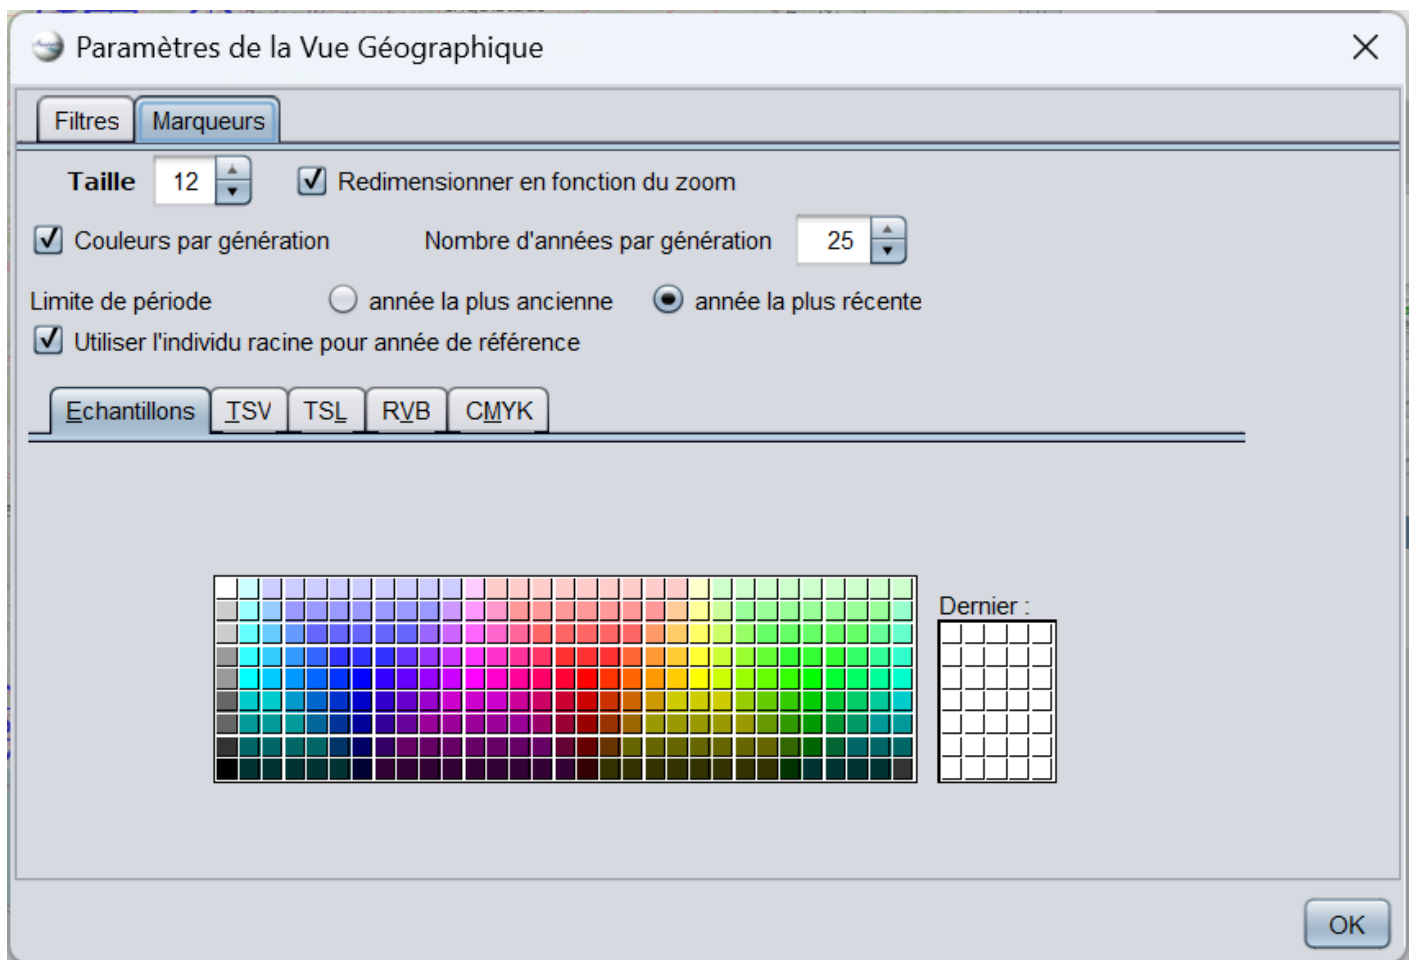 Paramètres de la Vue Géographique
Filtres Marqueurs
Taille 12 Redimensionner en fonction du zoom
Couleurs par génération Nombre d'années par génération 25
Limite de période année la plus ancienne année la plus récente
Utiliser l'individu racine pour année de référence
Echantillons TSV TSL RVB CMYK
Dernier :
OK